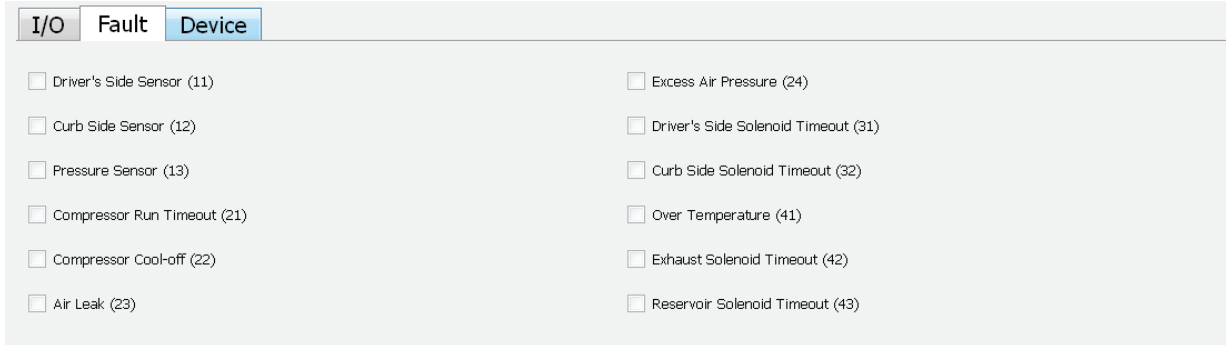 I/O Fault Device
Driver's Side Sensor (11)
Curb Side Sensor (12)
Pressure Sensor (13)
Compressor Run Timeout (21)
Compressor Cool-off (22)
Air Leak (23)
Excess Air Pressure (24)
Driver's Side Solenoid Timeout (31)
Curb Side Solenoid Timeout (32)
Over Temperature (41)
Exhaust Solenoid Timeout (42)
Reservoir Solenoid Timeout (43)